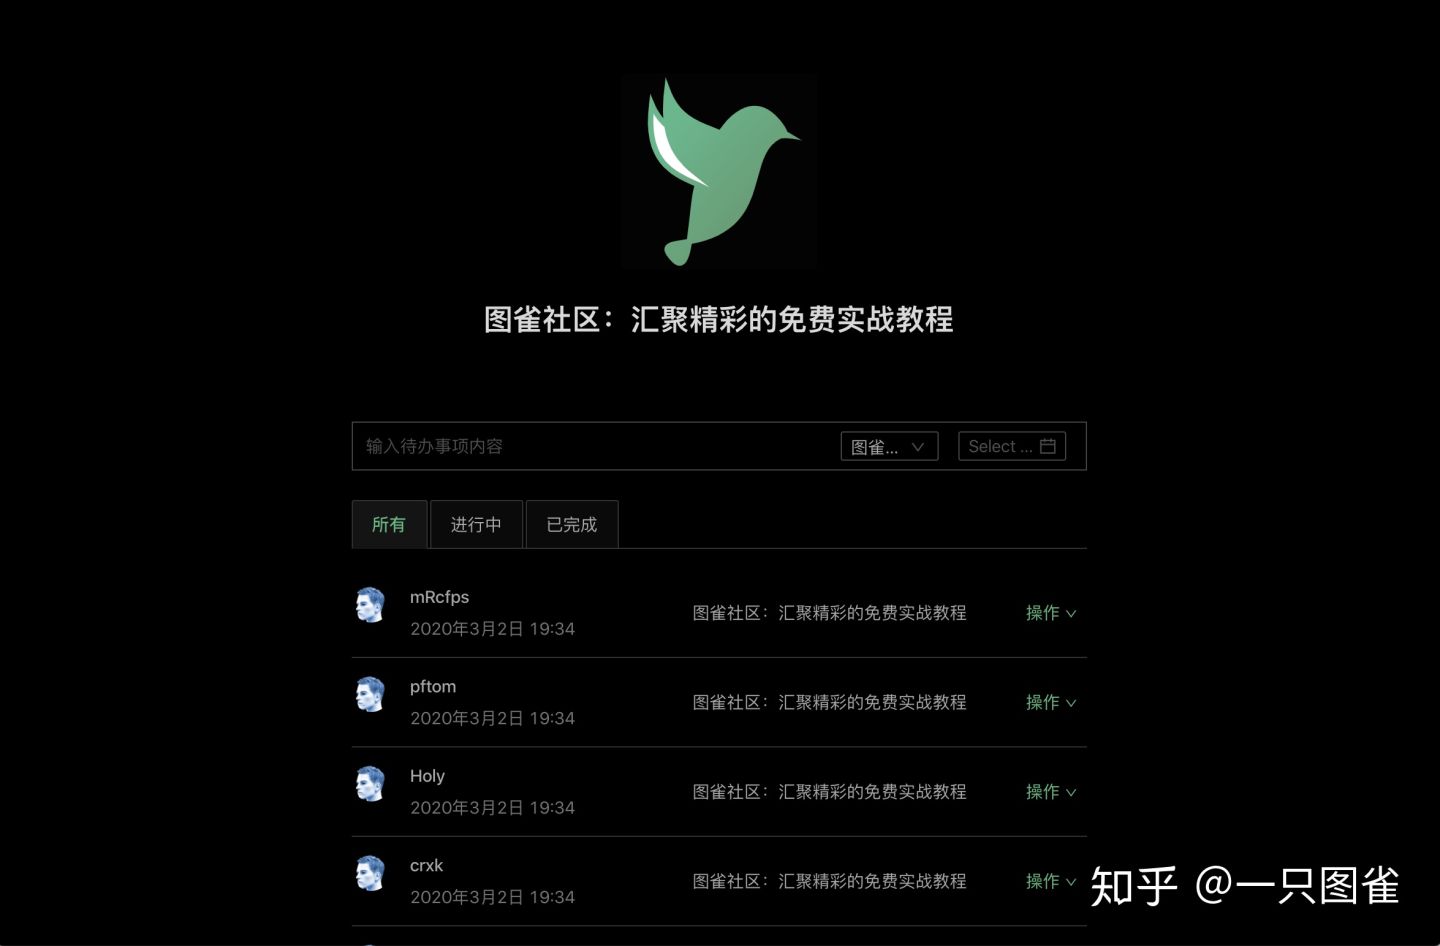 图雀社区：汇聚精彩的免费实战教程
输入待办事项内容 图雀... Select ...
所有 进行中 已完成
mRcfps
2020年3月2日 19:34
图雀社区：汇聚精彩的免费实战教程 操作
pftom
2020年3月2日 19:34
图雀社区：汇聚精彩的免费实战教程 操作
Holy
2020年3月2日 19:34
图雀社区：汇聚精彩的免费实战教程 操作
crxk
2020年3月2日 19:34
图雀社区：汇聚精彩的免费实战教程 操作
知乎 @一只图雀